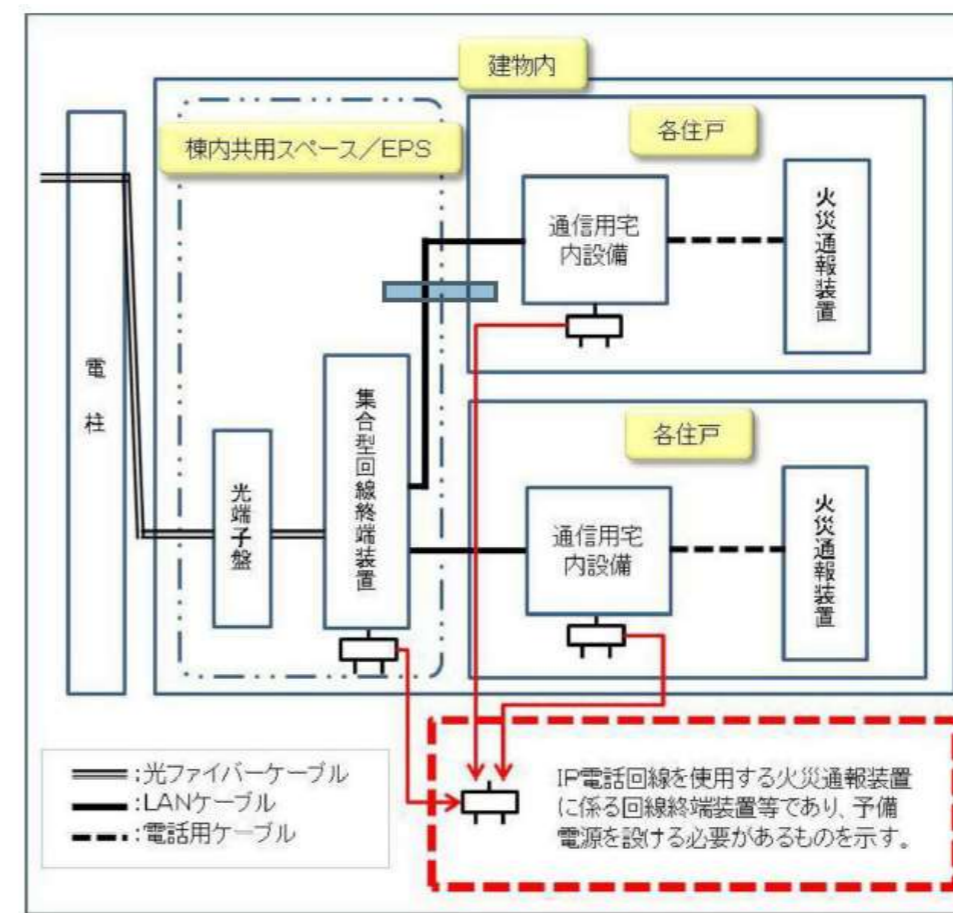 建物内
棟内共用スペース／EPS
各住戸
通信用宅
内設備
火災通報装置
電柱
集合型回線終端装置
光端子盤
各住戸
通信用宅
内設備
火災通報装置
:光ファイバーケーブル
:LANケーブル
:電話用ケーブル
IP電話回線を使用する火災通報装置
に係る回線終端装置等であり、予備
電源を設ける必要があるものを示す。